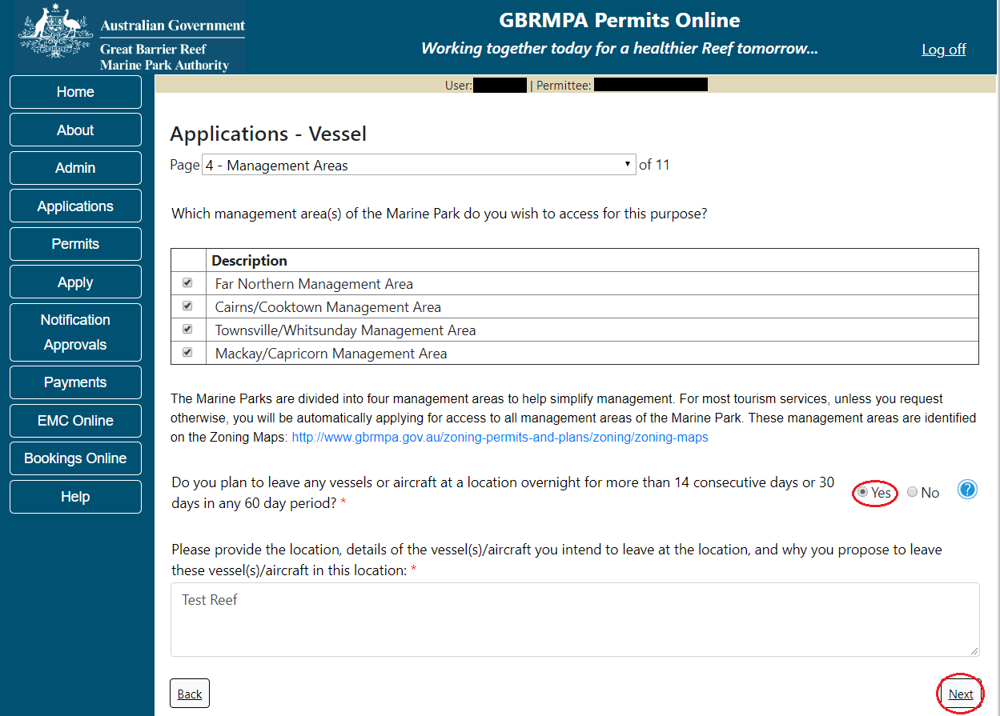 Australian Government
Great Barrier Reef
Marine Park Authority
GBRMPA Permits Online
Working together today for a healthier Reef tomorrow...
Log off
User: | Permittee:
Home
About
Admin
Applications
Permits
Apply
Notification
Approvals
Payments
EMC Online
Bookings Online
Help
Applications - Vessel
Page 4 - Management Areas of 11
Which management area(s) of the Marine Park do you wish to access for this purpose?
Description
Far Northern Management Area
Cairns/Cooktown Management Area
Townsville/Whitsunday Management Area
Mackay/Capricorn Management Area
The Marine Parks are divided into four management areas to help simplify management. For most tourism services, unless you request
otherwise, you will be automatically applying for access to all management areas of the Marine Park. These management areas are identified
on the Zoning Maps: http://www.gbrmpa.gov.au/zoning-permits-and-plans/zoning/zoning-maps
Do you plan to leave any vessels or aircraft at a location overnight for more than 14 consecutive days or 30
days in any 60 day period? *
Yes No ?
Please provide the location, details of the vessel(s)/aircraft you intend to leave at the location, and why you propose to leave
these vessel(s)/aircraft in this location: *
Test Reef
Back
Next